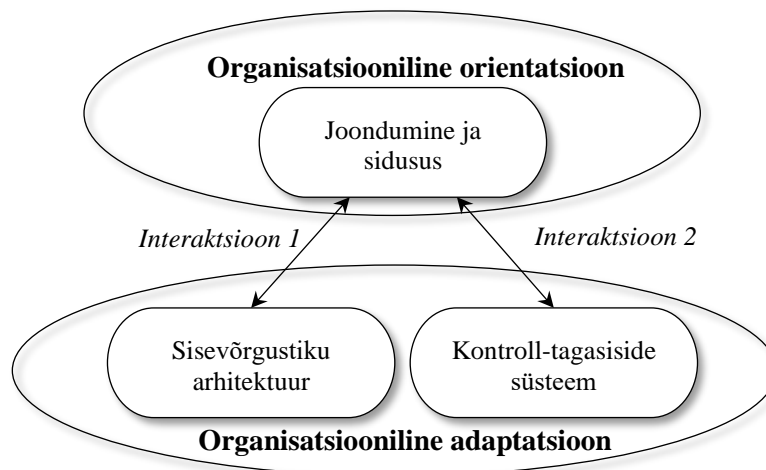 Organisatsiooniline orientatsioon
Joondumine ja
sidusus
Interaktsioon 1
Interaktsioon 2
Sisevõrgustiku
arhitektuur
Kontroll-tagasiside
süsteem
Organisatsiooniline adaptatsioon